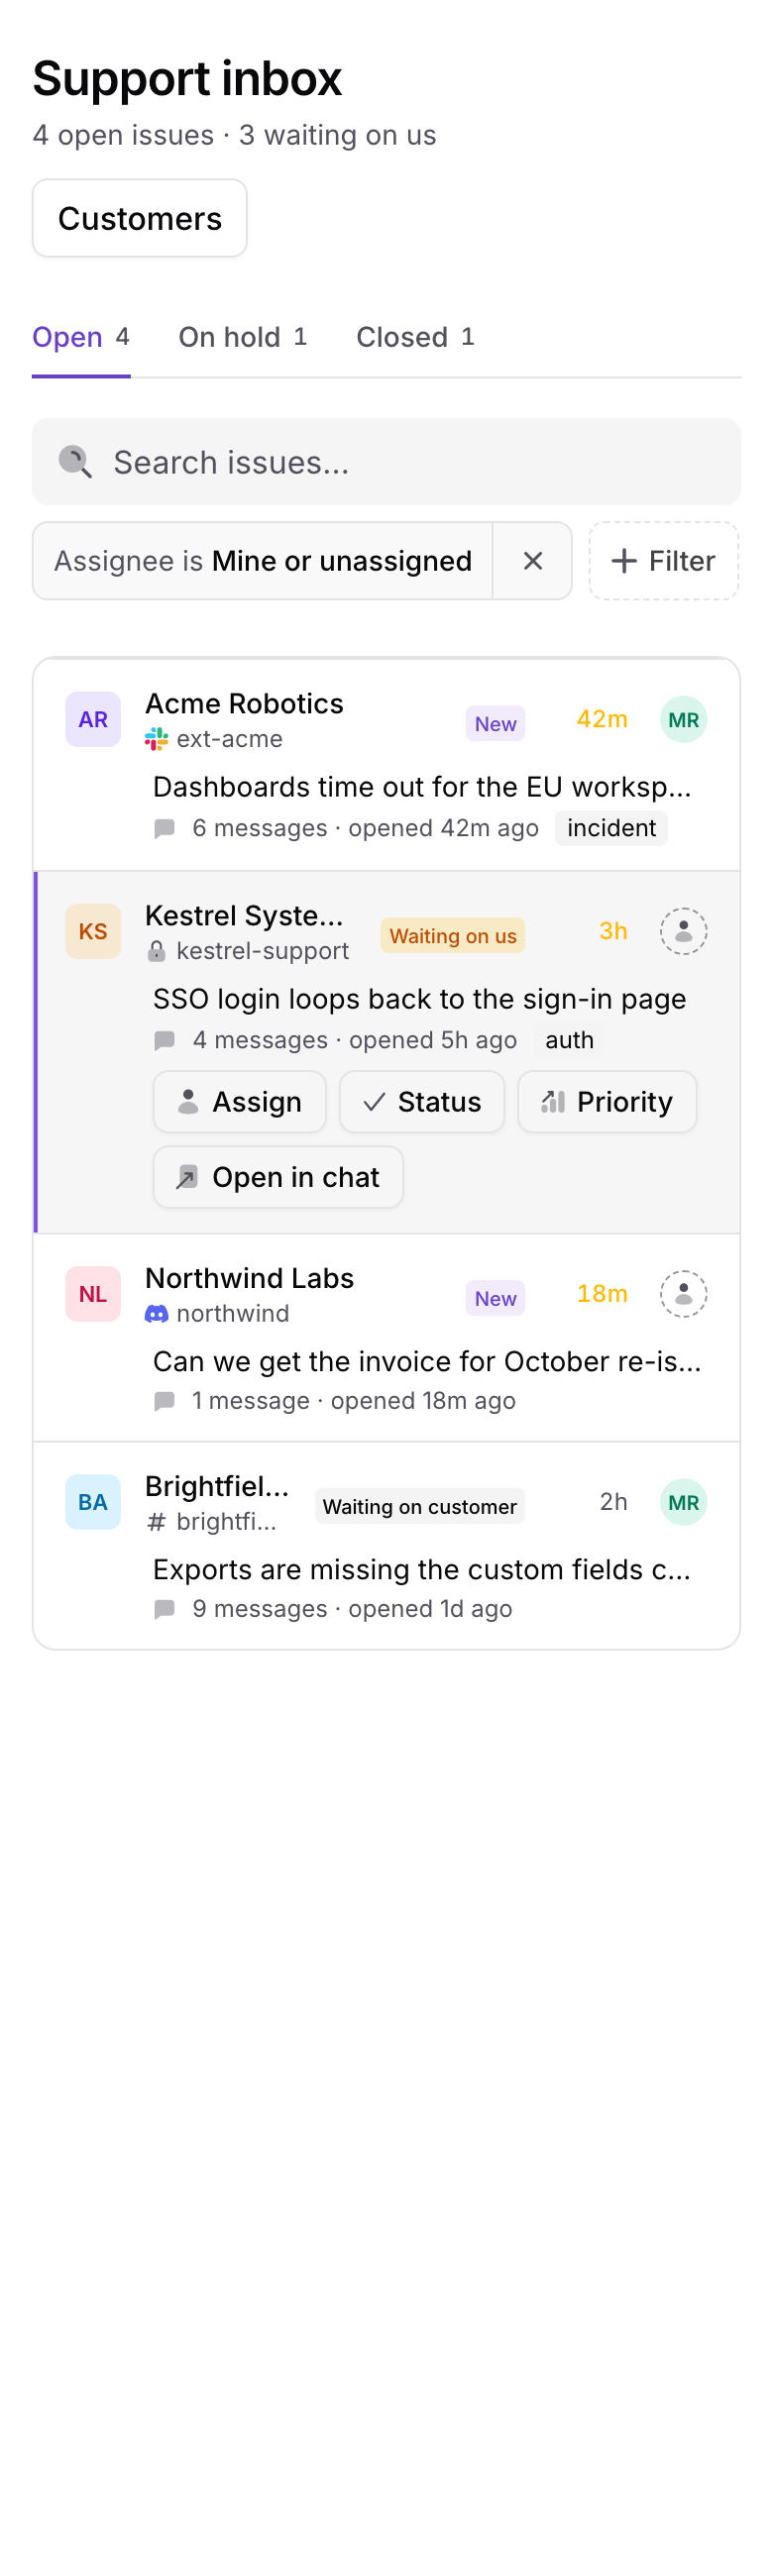 Support inbox
4 open issues · 3 waiting on us
Customers
Open 4 On hold 1 Closed 1
Search issues...
Assignee is Mine or unassigned Filter
AR Acme Robotics New 42m MR
ext-acme
Dashboards time out for the EU worksp...
6 messages · opened 42m ago incident
KS Kestrel Syste... Waiting on us 3h
kestrel-support
SSO login loops back to the sign-in page
4 messages · opened 5h ago auth
Assign Status Priority
Open in chat
NL Northwind Labs New 18m
northwind
Can we get the invoice for October re-is...
1 message · opened 18m ago
BA Brightfiel... Waiting on customer 2h MR
# brightfi...
Exports are missing the custom fields c...
9 messages · opened 1d ago